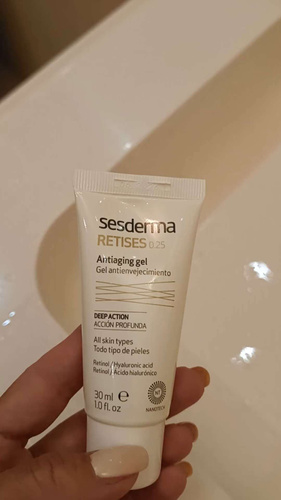 sesderma
RETISES 0.25
Antiaging gel
Gel antienvejecimiento
DEEP ACTION
ACCIÓN PROFUNDA
All skin types
Todo tipo de pieles
Retinol / Hyaluronic acid
Retinol / Ácido hialurónico
30 ml e
1.0 fl. oz
NANOTECH